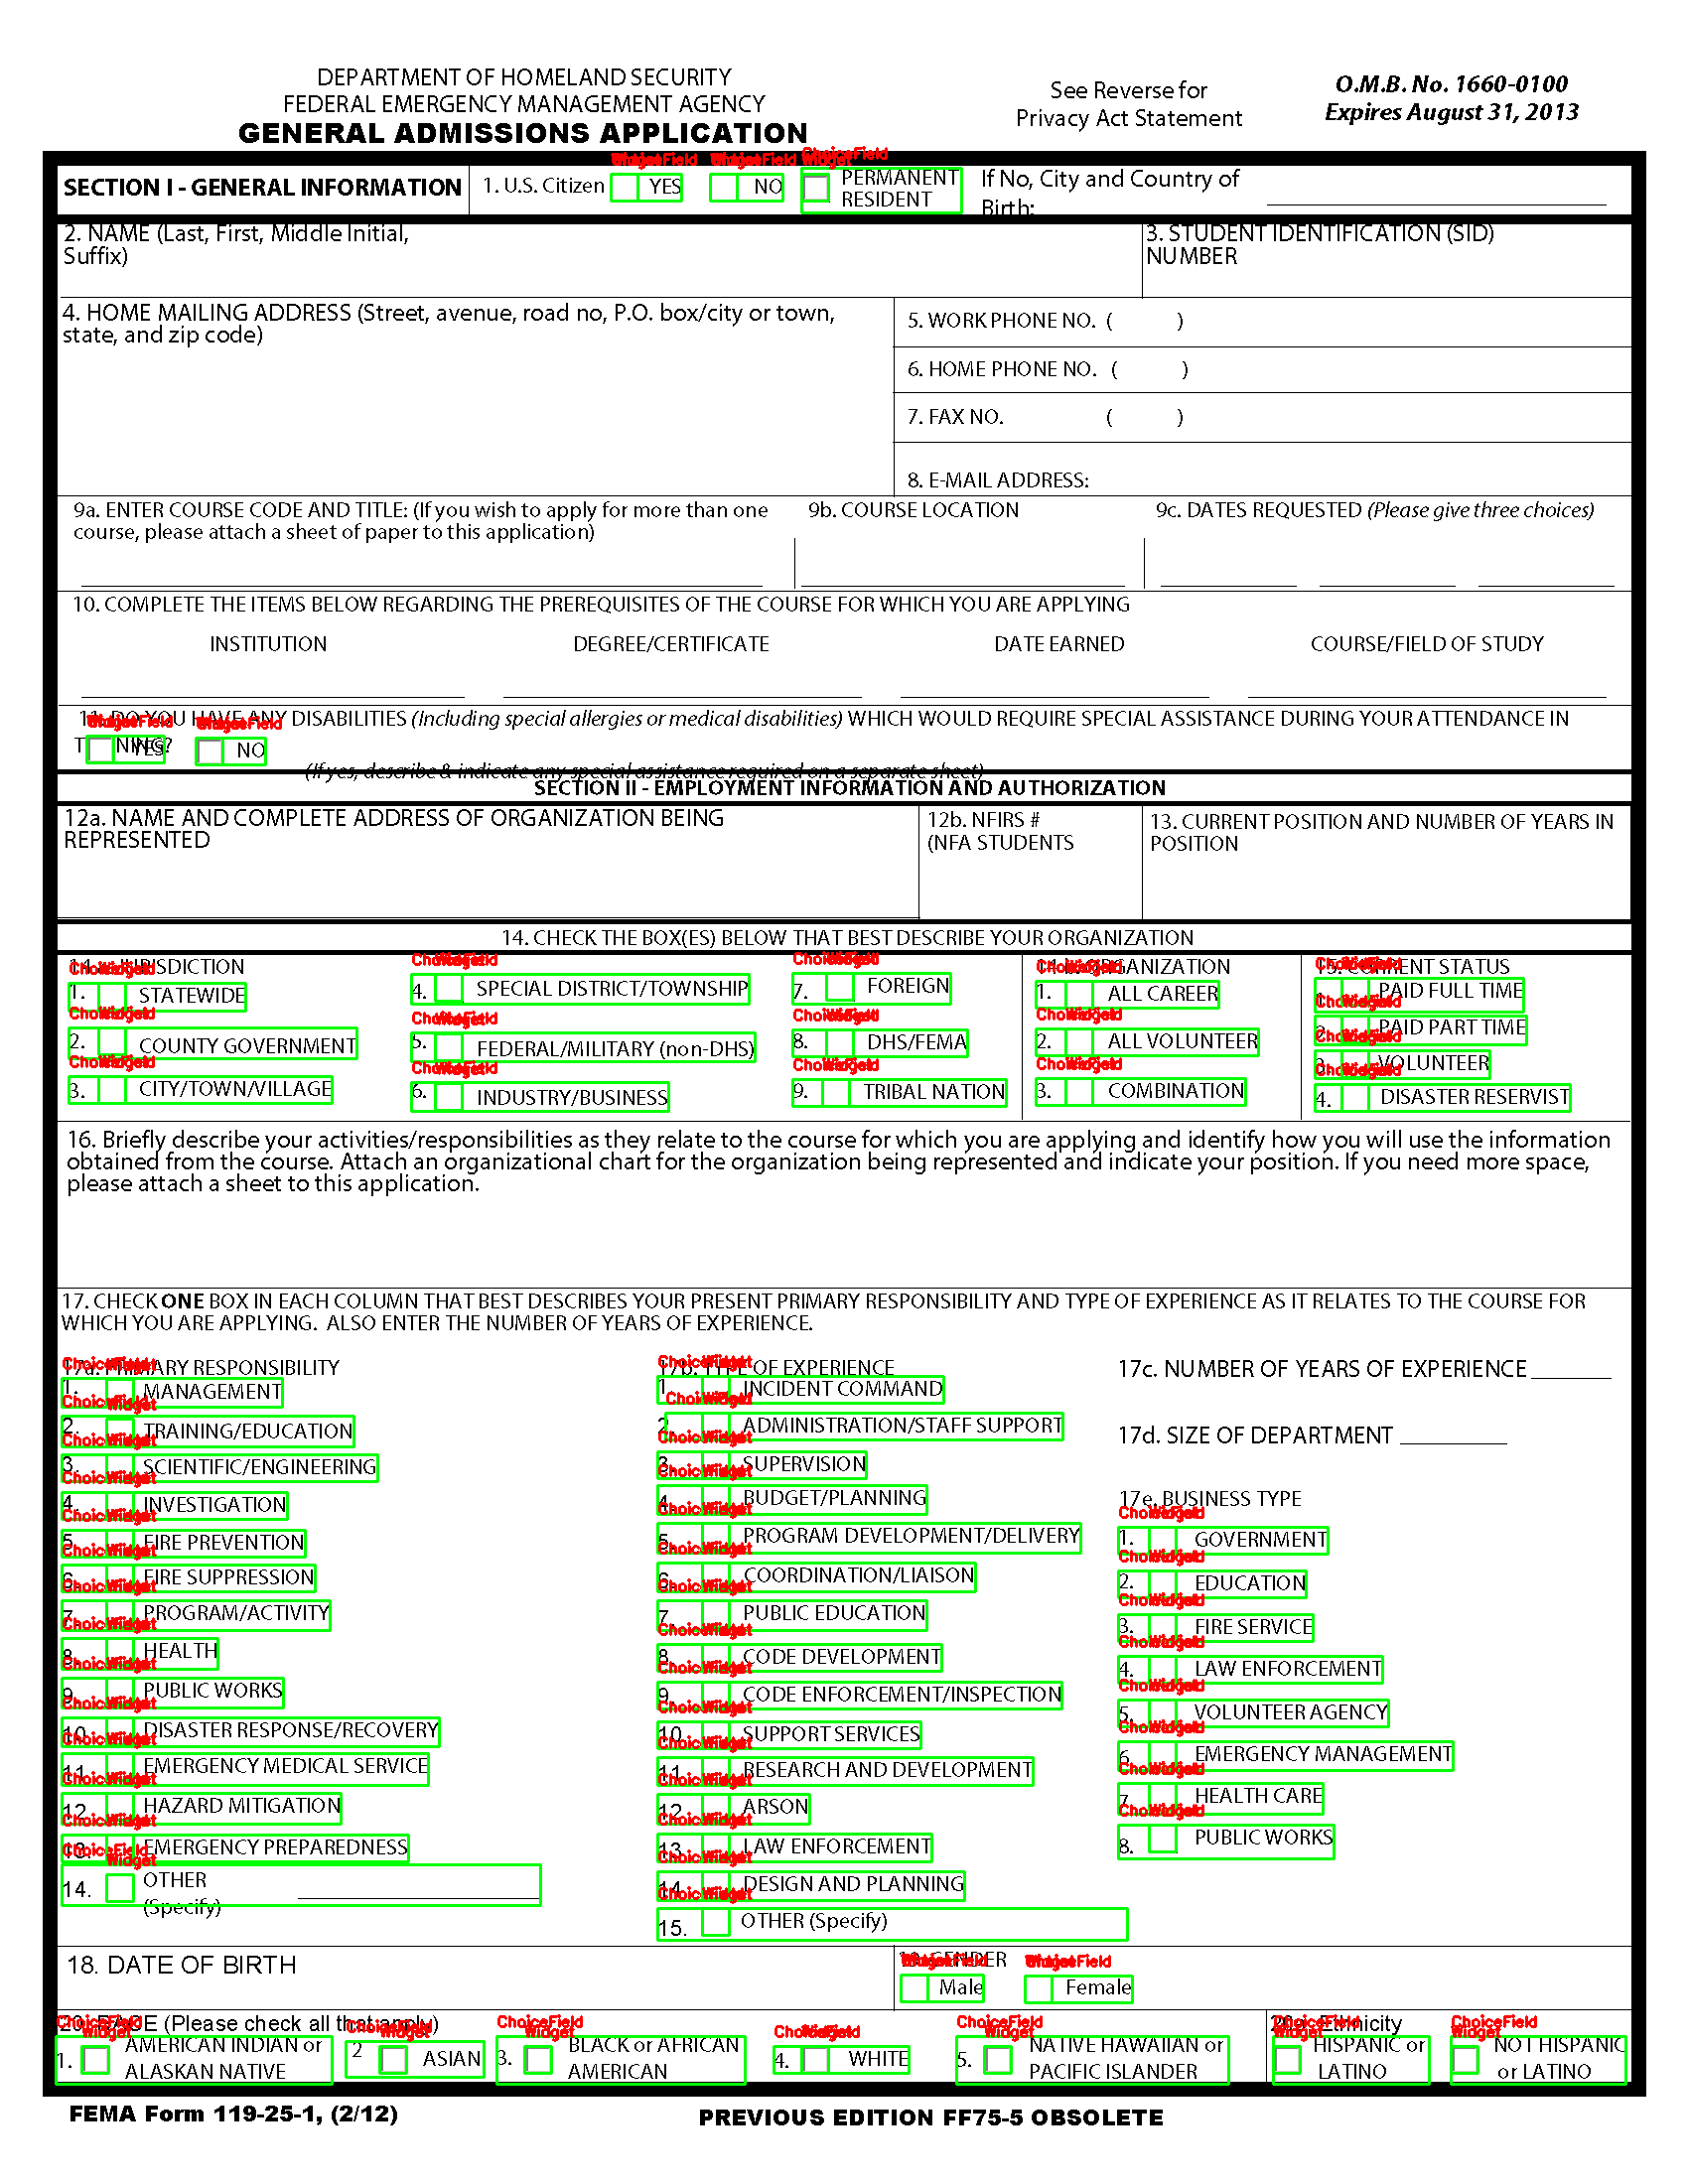 DEPARTMENT OF HOMELAND SECURITY
FEDERAL EMERGENCY MANAGEMENT AGENCY
GENERAL ADMISSIONS APPLICATION
See Reverse for
Privacy Act Statement
O.M.B. No. 1660-0100
Expires August 31, 2013
SECTION I - GENERAL INFORMATION
1. U.S. Citizen
YES
NO
PERMANENT
RESIDENT
If No, City and Country of
Birth:
2. NAME (Last, First, Middle Initial,
Suffix)
3. STUDENT IDENTIFICATION (SID)
NUMBER
4. HOME MAILING ADDRESS (Street, avenue, road no, P.O. box/city or town,
state, and zip code)
5. WORK PHONE NO. ( )
6. HOME PHONE NO. ( )
7. FAX NO. ( )
8. E-MAIL ADDRESS:
9a. ENTER COURSE CODE AND TITLE: (If you wish to apply for more than one
course, please attach a sheet of paper to this application)
9b. COURSE LOCATION
9c. DATES REQUESTED (Please give three choices)
10. COMPLETE THE ITEMS BELOW REGARDING THE PREREQUISITES OF THE COURSE FOR WHICH YOU ARE APPLYING
INSTITUTION DEGREE/CERTIFICATE DATE EARNED COURSE/FIELD OF STUDY
11. DO YOU HAVE ANY DISABILITIES (Including special allergies or medical disabilities) WHICH WOULD REQUIRE SPECIAL ASSISTANCE DURING YOUR ATTENDANCE IN
YES
NO
(If yes, describe & indicate any special assistance required on a separate sheet)
SECTION II - EMPLOYMENT INFORMATION AND AUTHORIZATION
12a. NAME AND COMPLETE ADDRESS OF ORGANIZATION BEING
REPRESENTED
12b. NFIRS #
(NFA STUDENTS
13. CURRENT POSITION AND NUMBER OF YEARS IN
POSITION
14. CHECK THE BOX(ES) BELOW THAT BEST DESCRIBE YOUR ORGANIZATION
JURISDICTION
1. STATEWIDE
2. COUNTY GOVERNMENT
3. CITY/TOWN/VILLAGE
4. SPECIAL DISTRICT/TOWNSHIP
5. FEDERAL/MILITARY (non-DHS)
6. INDUSTRY/BUSINESS
7. FOREIGN
8. DHS/FEMA
9. TRIBAL NATION
ORGANIZATION
1. ALL CAREER
2. ALL VOLUNTEER
3. COMBINATION
15. CURRENT STATUS
PAID FULL TIME
PAID PART TIME
VOLUNTEER
4. DISASTER RESERVIST
16. Briefly describe your activities/responsibilities as they relate to the course for which you are applying and identify how you will use the information
obtained from the course. Attach an organizational chart for the organization being represented and indicate your position. If you need more space,
please attach a sheet to this application.
17. CHECK ONE BOX IN EACH COLUMN THAT BEST DESCRIBES YOUR PRESENT PRIMARY RESPONSIBILITY AND TYPE OF EXPERIENCE AS IT RELATES TO THE COURSE FOR
WHICH YOU ARE APPLYING. ALSO ENTER THE NUMBER OF YEARS OF EXPERIENCE.
17a. PRIMARY RESPONSIBILITY
1. MANAGEMENT
2. TRAINING/EDUCATION
3. SCIENTIFIC/ENGINEERING
4. INVESTIGATION
5. FIRE PREVENTION
6. FIRE SUPPRESSION
7. PROGRAM/ACTIVITY
8. HEALTH
9. PUBLIC WORKS
10. DISASTER RESPONSE/RECOVERY
11. EMERGENCY MEDICAL SERVICE
12. HAZARD MITIGATION
13. EMERGENCY PREPAREDNESS
14. OTHER
(Specify)
17b. TYPE OF EXPERIENCE
1. INCIDENT COMMAND
2. ADMINISTRATION/STAFF SUPPORT
3. SUPERVISION
4. BUDGET/PLANNING
5. PROGRAM DEVELOPMENT/DELIVERY
6. COORDINATION/LIAISON
7. PUBLIC EDUCATION
8. CODE DEVELOPMENT
9. CODE ENFORCEMENT/INSPECTION
10. SUPPORT SERVICES
11. RESEARCH AND DEVELOPMENT
12. ARSON
13. LAW ENFORCEMENT
14. DESIGN AND PLANNING
15. OTHER (Specify)
17c. NUMBER OF YEARS OF EXPERIENCE
17d. SIZE OF DEPARTMENT
17e. BUSINESS TYPE
1. GOVERNMENT
2. EDUCATION
3. FIRE SERVICE
4. LAW ENFORCEMENT
5. VOLUNTEER AGENCY
6. EMERGENCY MANAGEMENT
7. HEALTH CARE
8. PUBLIC WORKS
18. DATE OF BIRTH
19. GENDER
Male
Female
20. RACE (Please check all that apply)
1. AMERICAN INDIAN or
ALASKAN NATIVE
2 ASIAN
3. BLACK or AFRICAN
AMERICAN
4. WHITE
5. NATIVE HAWAIIAN or
PACIFIC ISLANDER
Ethnicity
HISPANIC or
LATINO
NOT HISPANIC
or LATINO
FEMA Form 119-25-1, (2/12)
PREVIOUS EDITION FF75-5 OBSOLETE